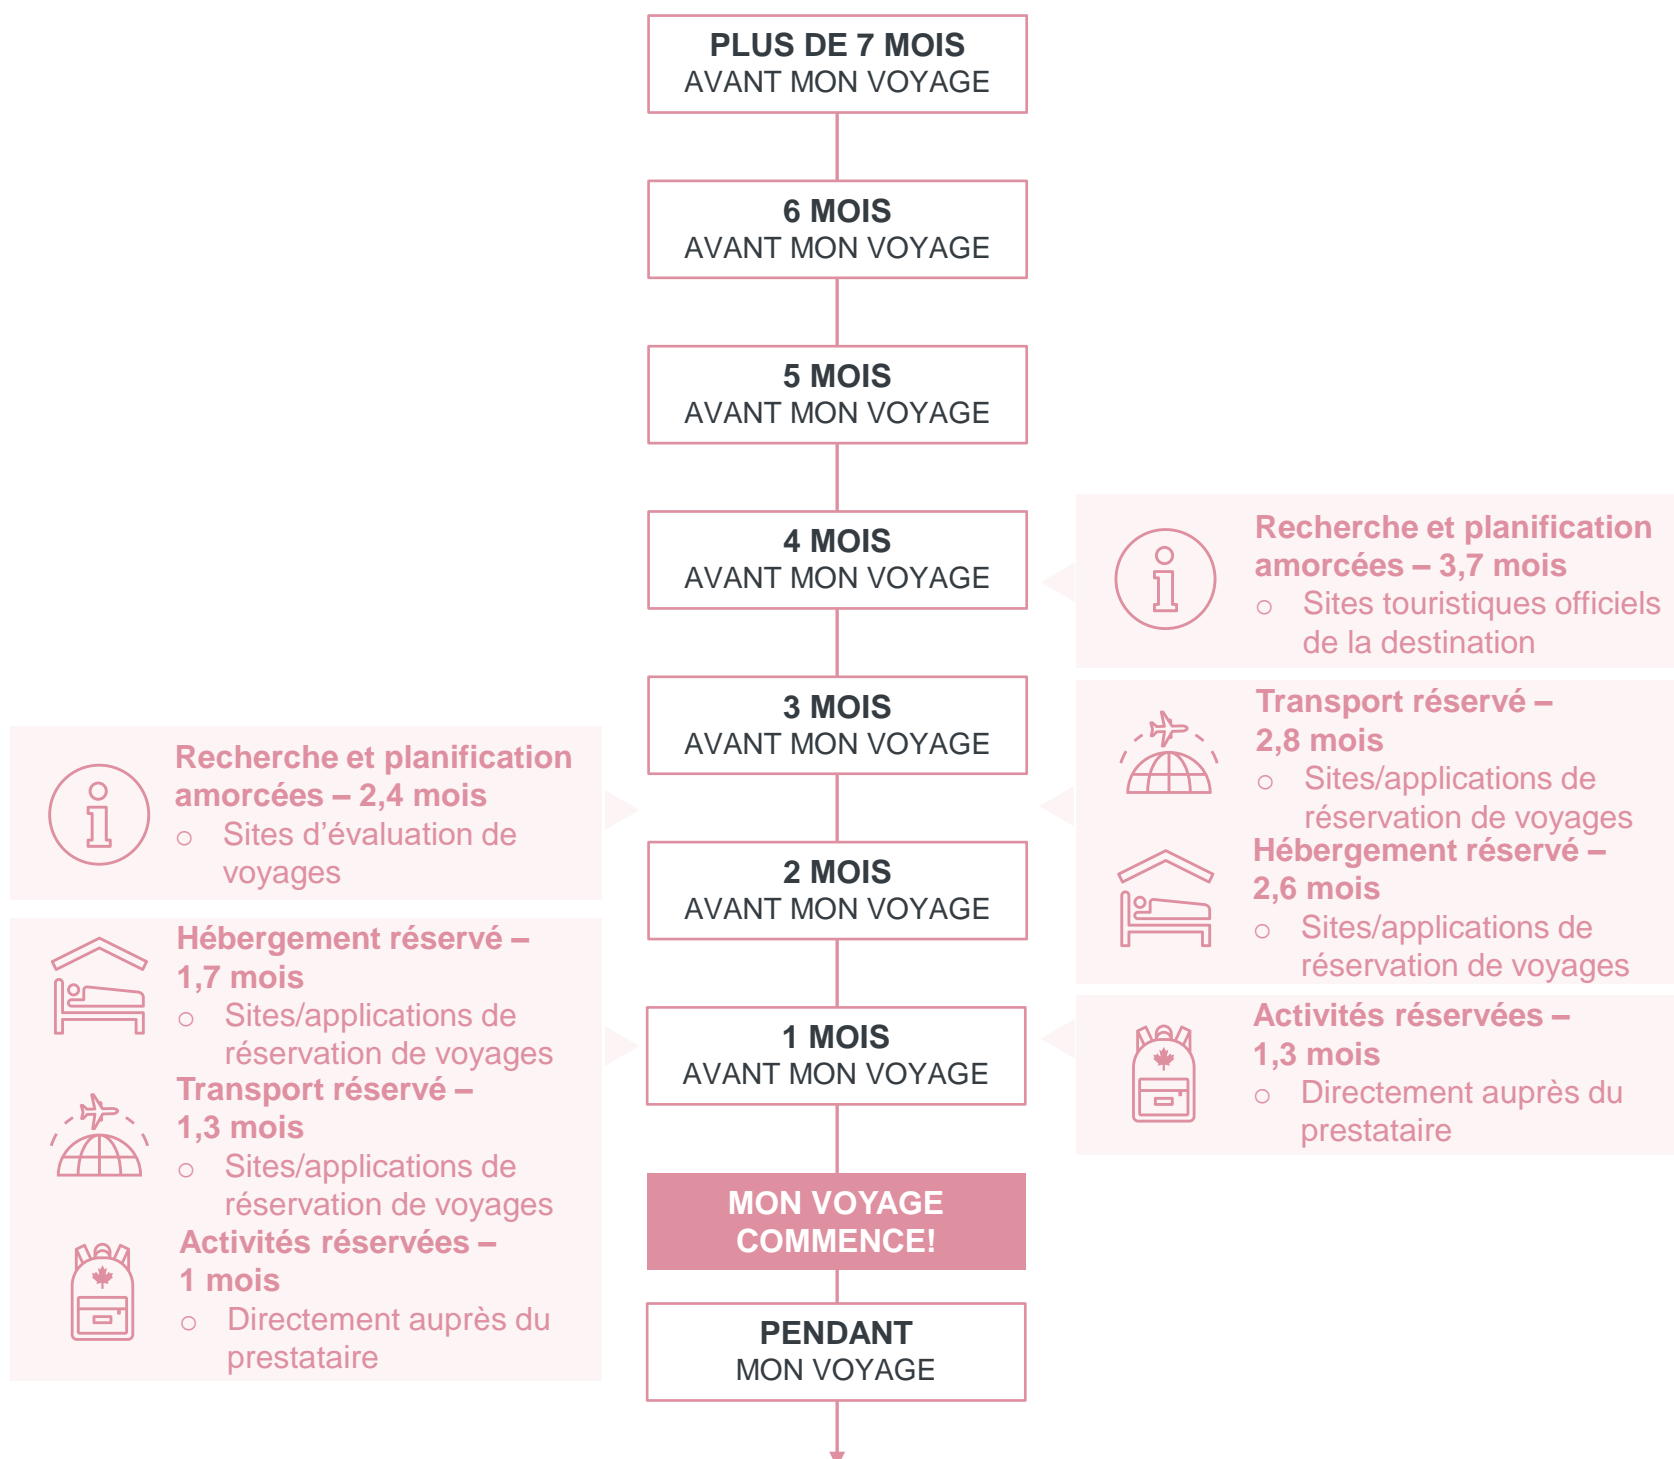 PLUS DE 7 MOIS
AVANT MON VOYAGE
6 MOIS
AVANT MON VOYAGE
5 MOIS
AVANT MON VOYAGE
4 MOIS
AVANT MON VOYAGE
3 MOIS
AVANT MON VOYAGE
2 MOIS
AVANT MON VOYAGE
1 MOIS
AVANT MON VOYAGE
MON VOYAGE
COMMENCE!
PENDANT
MON VOYAGE
Recherche et planification
amorcées – 2,4 mois
o Sites d’évaluation de
voyages
Hébergement réservé –
1,7 mois
o Sites/applications de
réservation de voyages
Transport réservé –
1,3 mois
o Sites/applications de
réservation de voyages
Activités réservées –
1 mois
o Directement auprès du
prestataire
Recherche et planification
amorcées – 3,7 mois
o Sites touristiques officiels
de la destination
Transport réservé –
2,8 mois
o Sites/applications de
réservation de voyages
Hébergement réservé –
2,6 mois
o Sites/applications de
réservation de voyages
Activités réservées –
1,3 mois
o Directement auprès du
prestataire